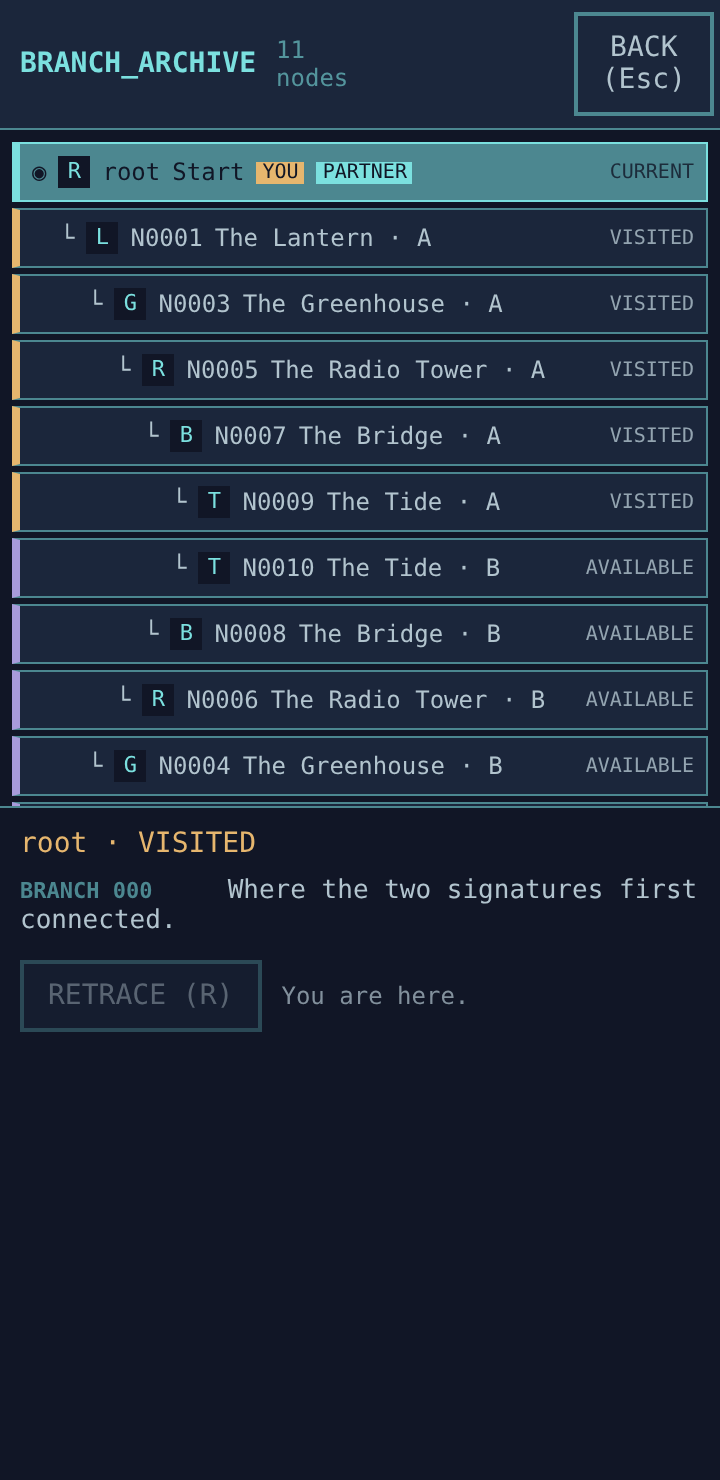 BRANCH_ARCHIVE 11 nodes
BACK (Esc)
◉ R root Start YOU PARTNER CURRENT
└ L N0001 The Lantern · A VISITED
└ G N0003 The Greenhouse · A VISITED
└ R N0005 The Radio Tower · A VISITED
└ B N0007 The Bridge · A VISITED
└ T N0009 The Tide · A VISITED
└ T N0010 The Tide · B AVAILABLE
└ B N0008 The Bridge · B AVAILABLE
└ R N0006 The Radio Tower · B AVAILABLE
└ G N0004 The Greenhouse · B AVAILABLE
root · VISITED
BRANCH 000 Where the two signatures first
connected.
RETRACE (R) You are here.